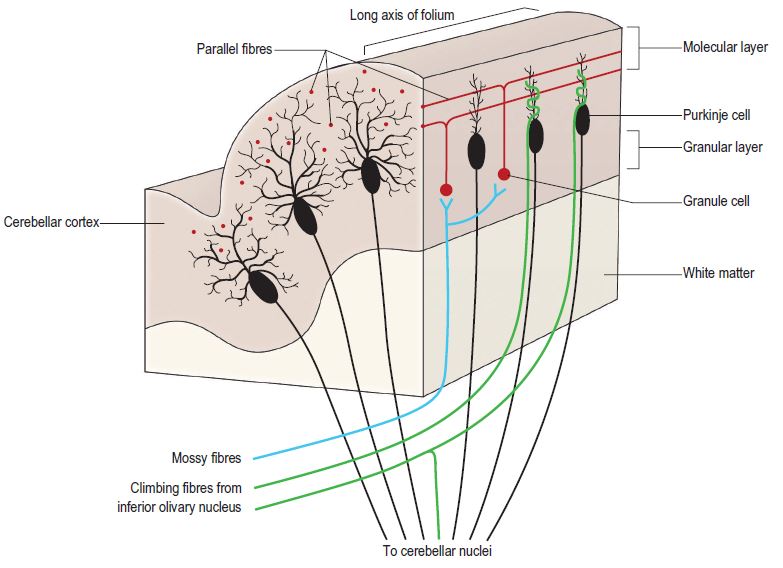 Long axis of folium
Parallel fibres
Molecular layer
Purkinje cell
Granular layer
Granule cell
Cerebellar cortex
White matter
Mossy fibres
Climbing fibres from
inferior olivary nucleus
To cerebellar nuclei